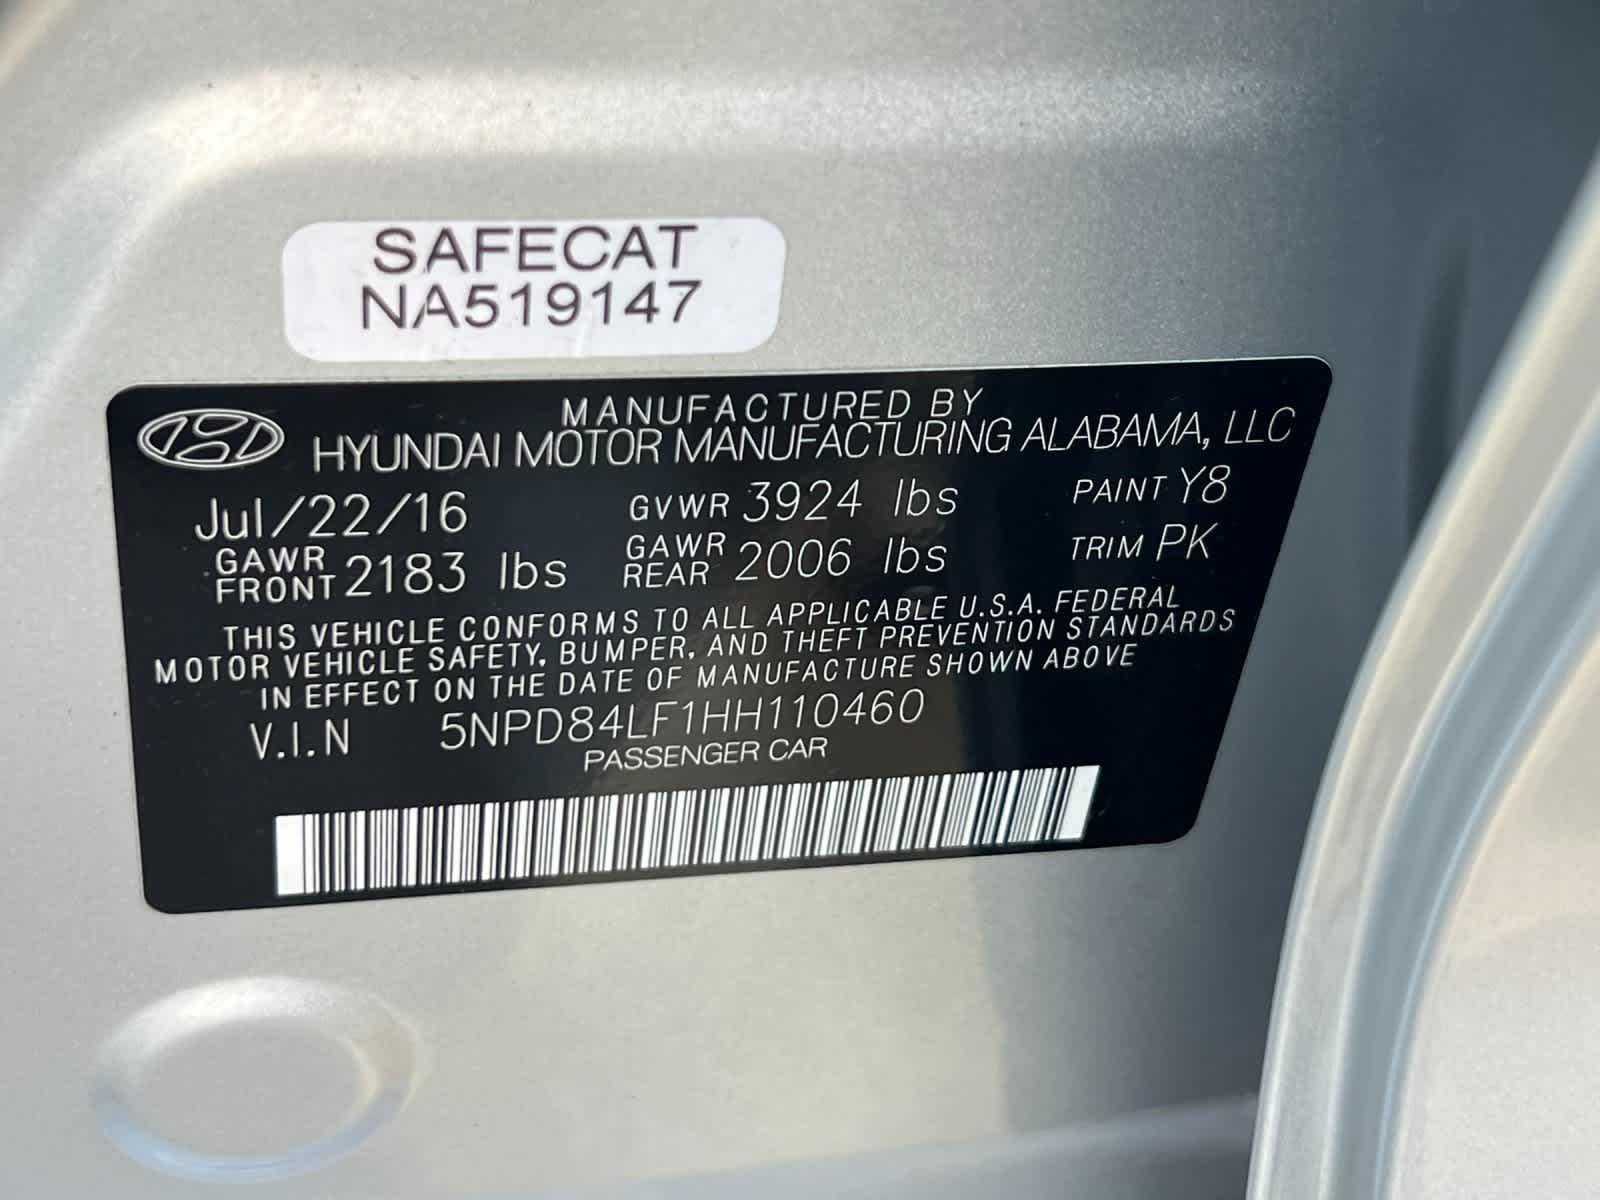 SAFECAT
NA519147
MANUFACTURED BY
HYUNDAI MOTOR MANUFACTURING ALABAMA, LLC
Jul/22/16 GVWR 3924 lbs PAINT Y8
GAWR FRONT 2183 lbs GAWR REAR 2006 lbs TRIM PK
THIS VEHICLE CONFORMS TO ALL APPLICABLE U.S.A. FEDERAL
MOTOR VEHICLE SAFETY, BUMPER, AND THEFT PREVENTION STANDARDS
IN EFFECT ON THE DATE OF MANUFACTURE SHOWN ABOVE
V.I.N 5NPD84LF1HH110460
PASSENGER CAR